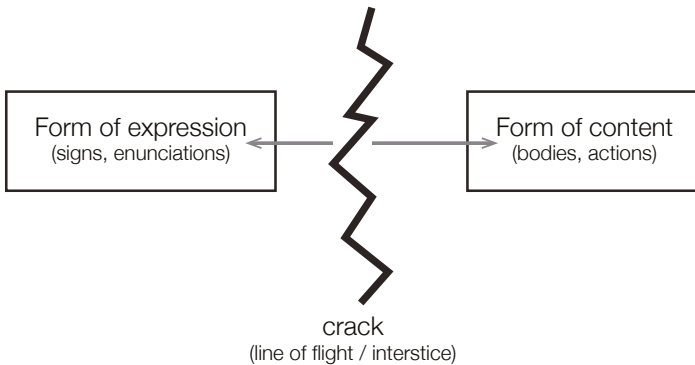 Form of expression
(signs, enunciations)
Form of content
(bodies, actions)
crack
(line of flight / interstice)